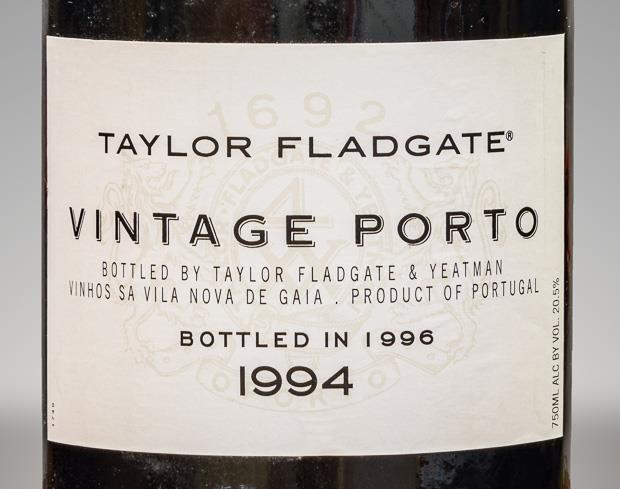 1692
TAYLOR FLADGATE®
VINTAGE PORTO
BOTTLED BY TAYLOR FLADGATE & YEATMAN
VINHOS SA VILA NOVA DE GAIA . PRODUCT OF PORTUGAL
BOTTLED IN 1996
1994
750ML ALC BY VOL. 20.5%